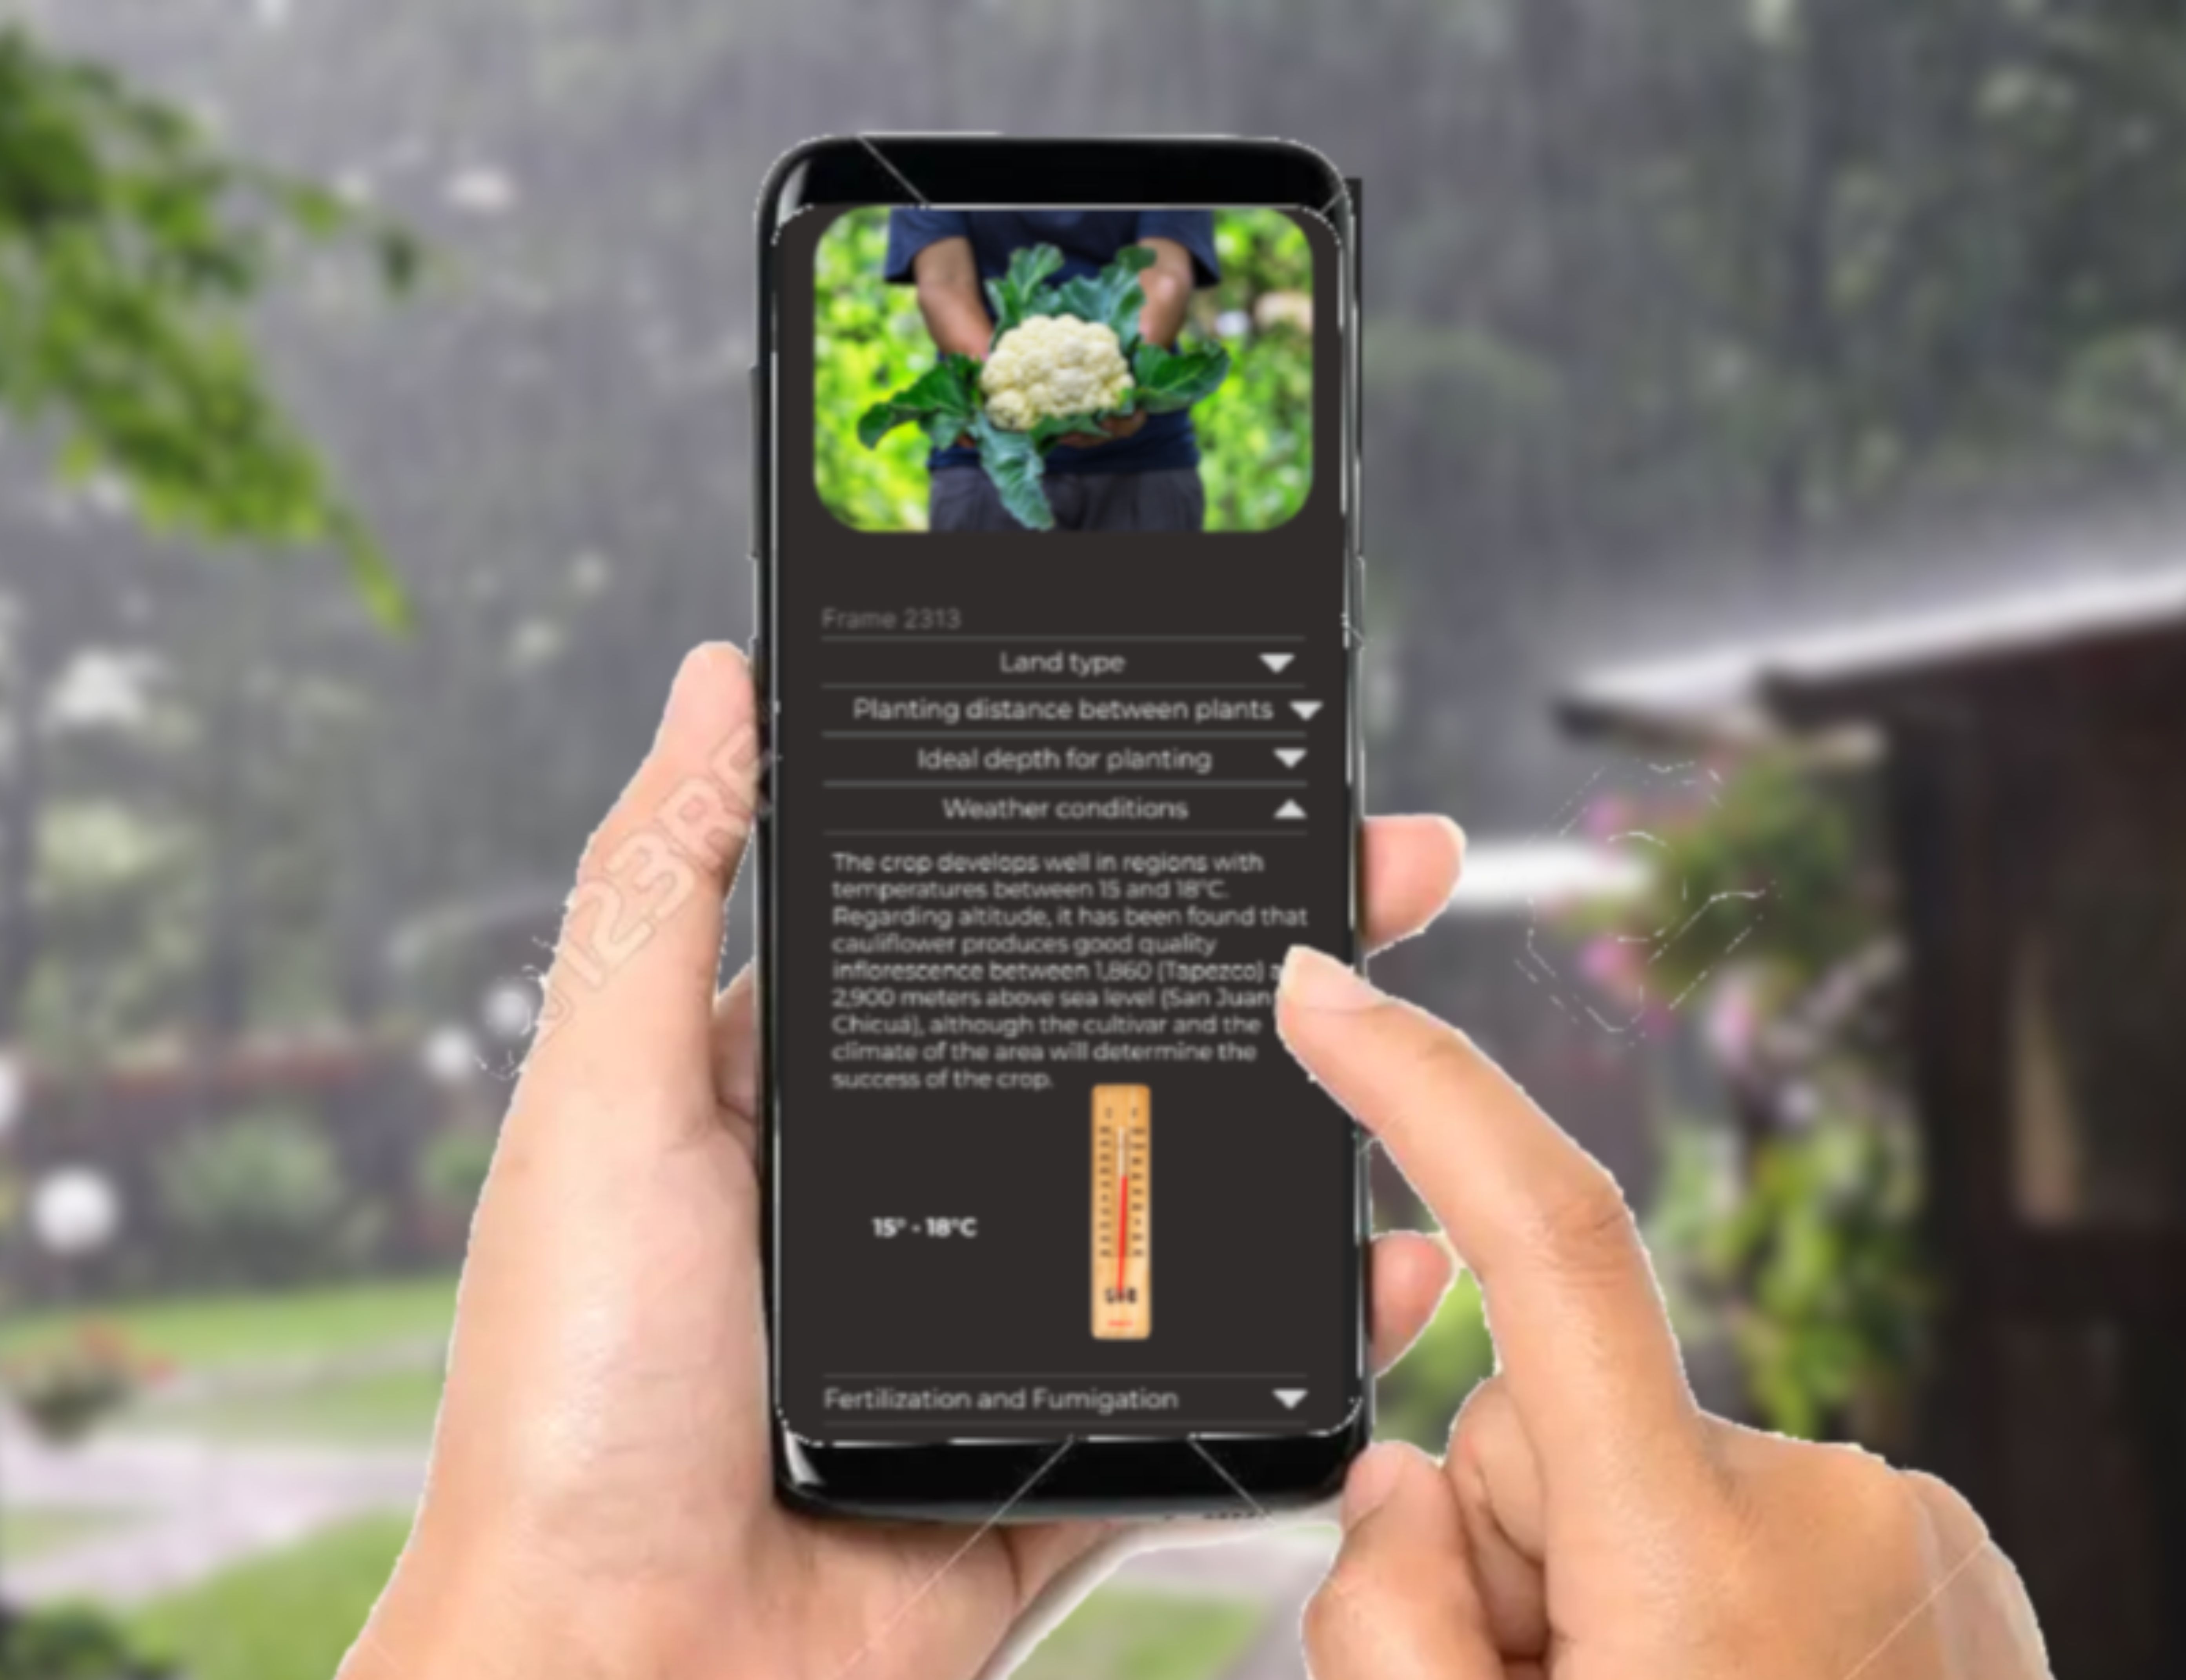 Frame 2313
Land type
Planting distance between plants
Ideal depth for planting
Weather conditions
The crop develops well in regions with
temperatures between 15 and 18°C.
Regarding altitude, it has been found that
cauliflower produces good quality
inflorescence between 1,860 (Tapezco)
2,900 meters above sea level (San Juan
Chicuá), although the cultivar and the
climate of the area will determine the
success of the crop.
15° - 18°C
Fertilization and Fumigation
123RF